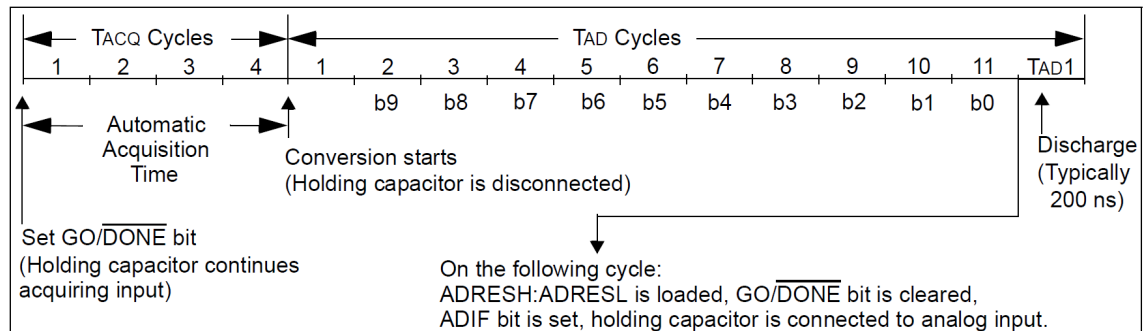 TACQ Cycles TAD Cycles
1 2 3 4 1 2 3 4 5 6 7 8 9 10 11 TAD1
b9 b8 b7 b6 b5 b4 b3 b2 b1 b0
Automatic
Acquisition
Time
Conversion starts
(Holding capacitor is disconnected)
Discharge
(Typically
200 ns)
Set GO/DONE bit
(Holding capacitor continues
acquiring input)
On the following cycle:
ADRESH:ADRESL is loaded, GO/DONE bit is cleared,
ADIF bit is set, holding capacitor is connected to analog input.